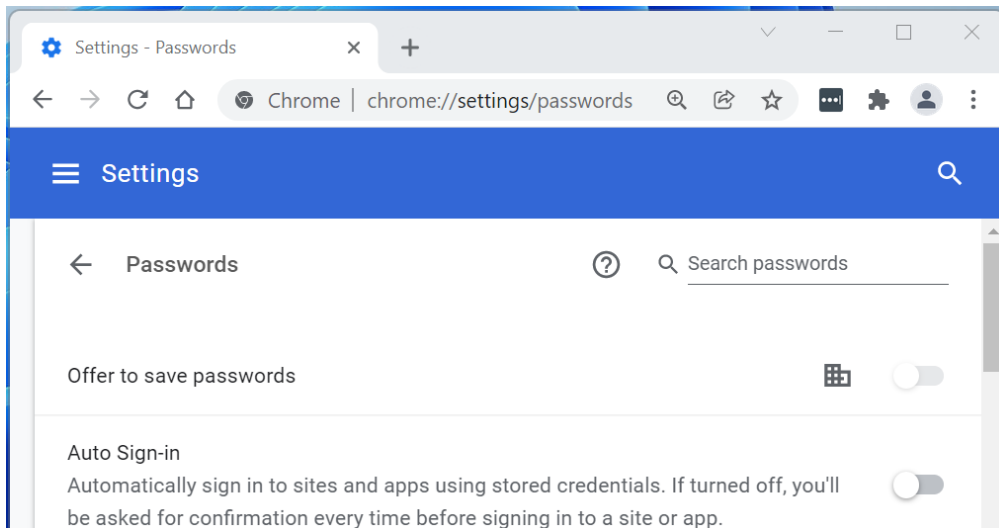 Settings - Passwords
Chrome | chrome://settings/passwords
Settings
Passwords
Search passwords
Offer to save passwords
Auto Sign-in
Automatically sign in to sites and apps using stored credentials. If turned off, you'll
be asked for confirmation every time before signing in to a site or app.